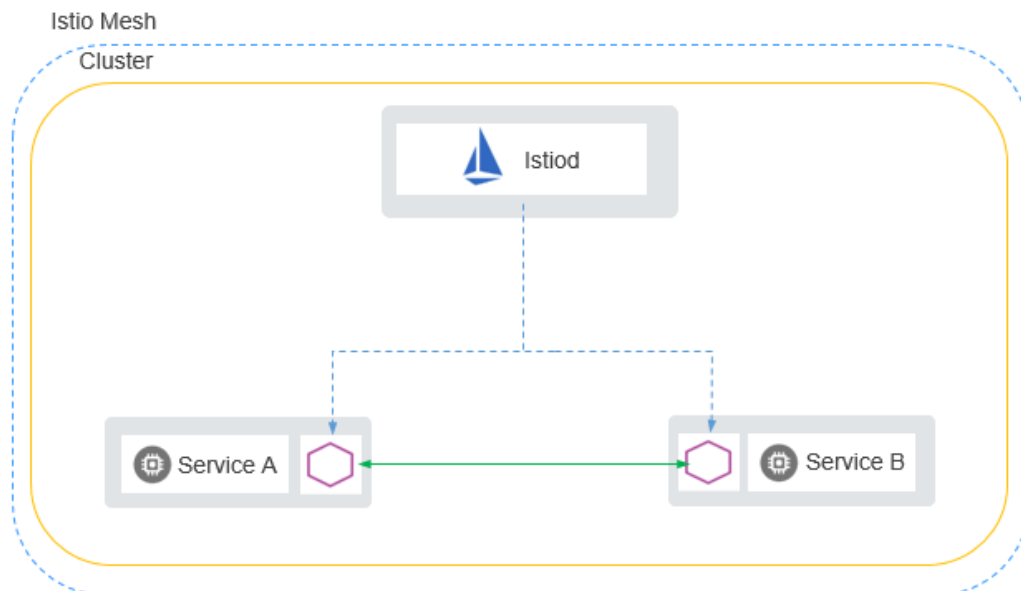 Istio Mesh
Cluster
Istiod
Service A
Service B